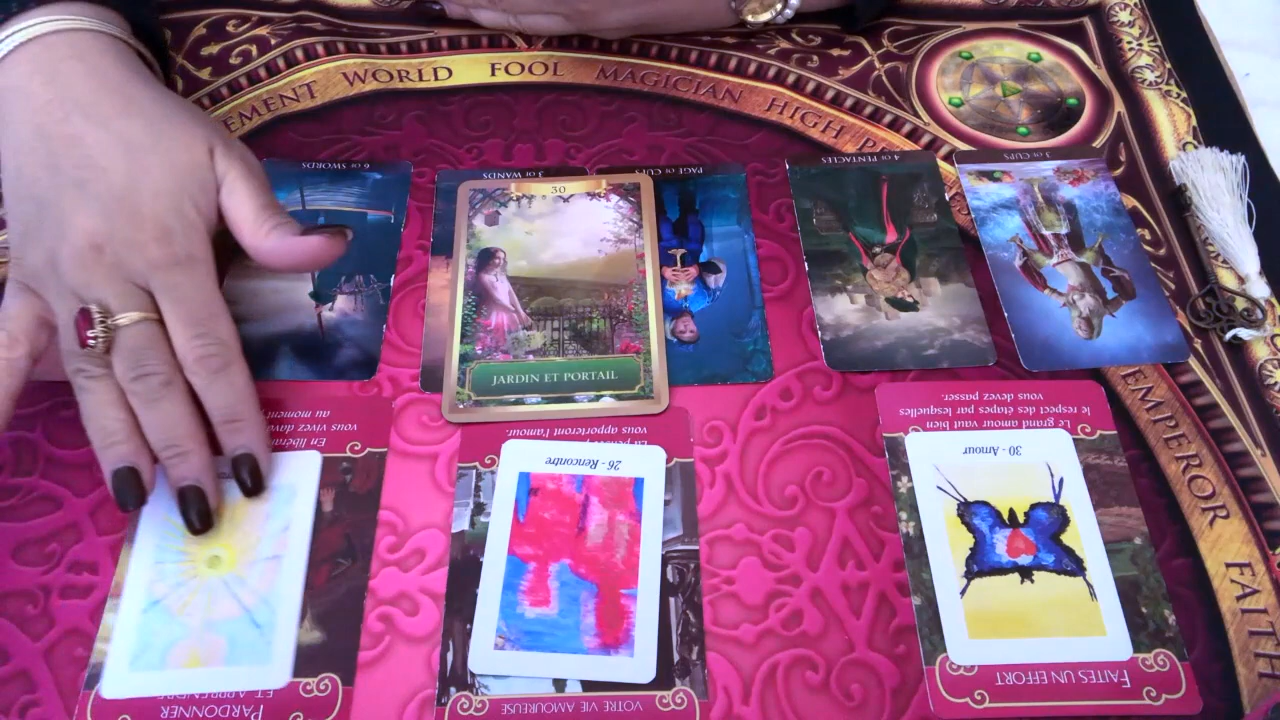 WORLD FOOL MAGICIAN HIGH
EMPEROR FAITH
6 OF SWORDS
3 OF WANDS
PAGE OF CUPS
4 OF PENTACLES
3 OF CUPS
30
JARDIN ET PORTAIL
En
vous vivez
au moment
vous apporteront l'amour.
Le grand amour vaut bien
le respect des étapes par lesquelles
vous devez passer.
26 - Rencontre
30 - Amour
PARDONNER
ET APPRENDRE
VOTRE VIE AMOUREUSE
FAITES UN EFFORT